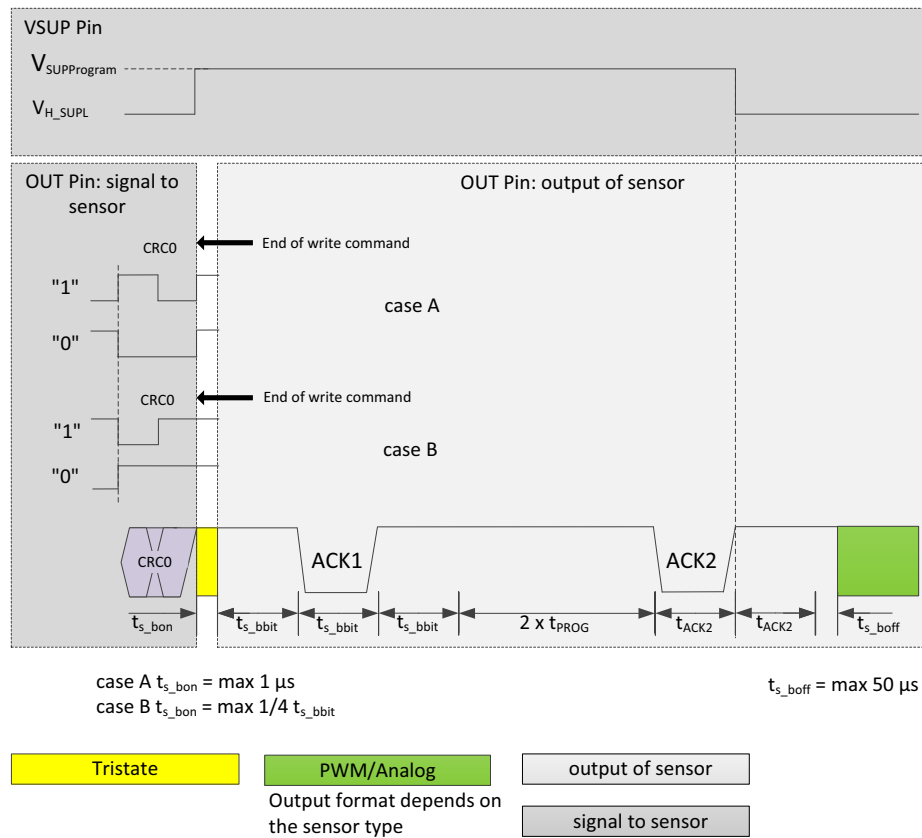 VSUP Pin
VSUPProgram
VH_SUPL
OUT Pin: signal to
sensor
OUT Pin: output of sensor
CRC0
End of write command
"1"
case A
"0"
CRC0
End of write command
"1"
case B
"0"
CRC0
ACK1
ACK2
ts_bon
ts_bbit
ts_bbit
ts_bbit
2 x tPROG
tACK2
tACK2
ts_boff
case A ts_bon = max 1 µs
case B ts_bon = max 1/4 ts_bbit
ts_boff = max 50 µs
Tristate
PWM/Analog
output of sensor
Output format depends on
the sensor type
signal to sensor